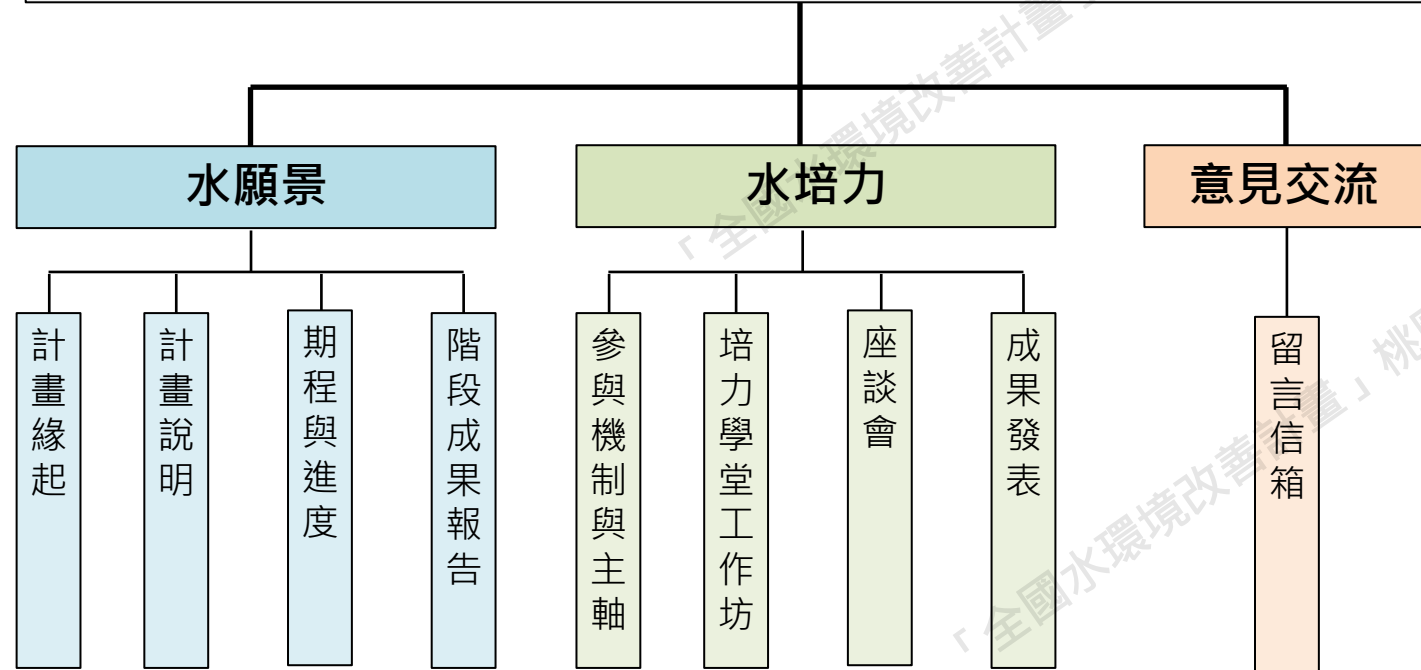 水願景
水培力
意見交流
計畫緣起
計畫說明
期程與進度
階段成果報告
參與機制與主軸
培力學堂工作坊
座談會
成果發表
留言信箱
「全國水環境改善計畫」
「全國水環境改善計畫」桃